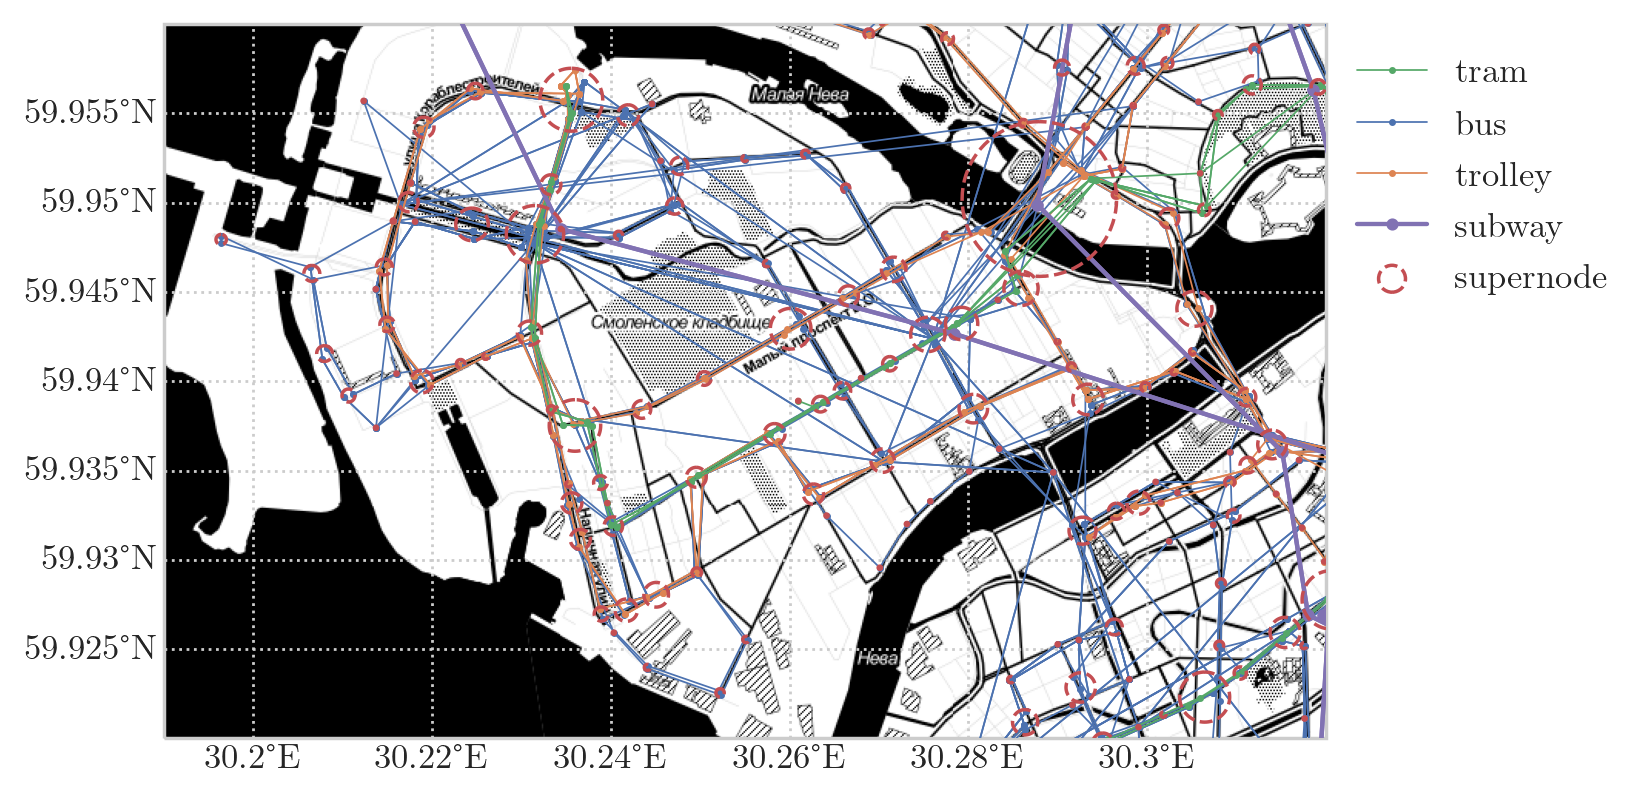 59.955°N
59.95°N
59.945°N
59.94°N
59.935°N
59.93°N
59.925°N
30.2°E
30.22°E
30.24°E
30.26°E
30.28°E
30.3°E
Малая Нева
Смоленское кладбище
Малый проспект В.О.
Нева
tram
bus
trolley
subway
supernode